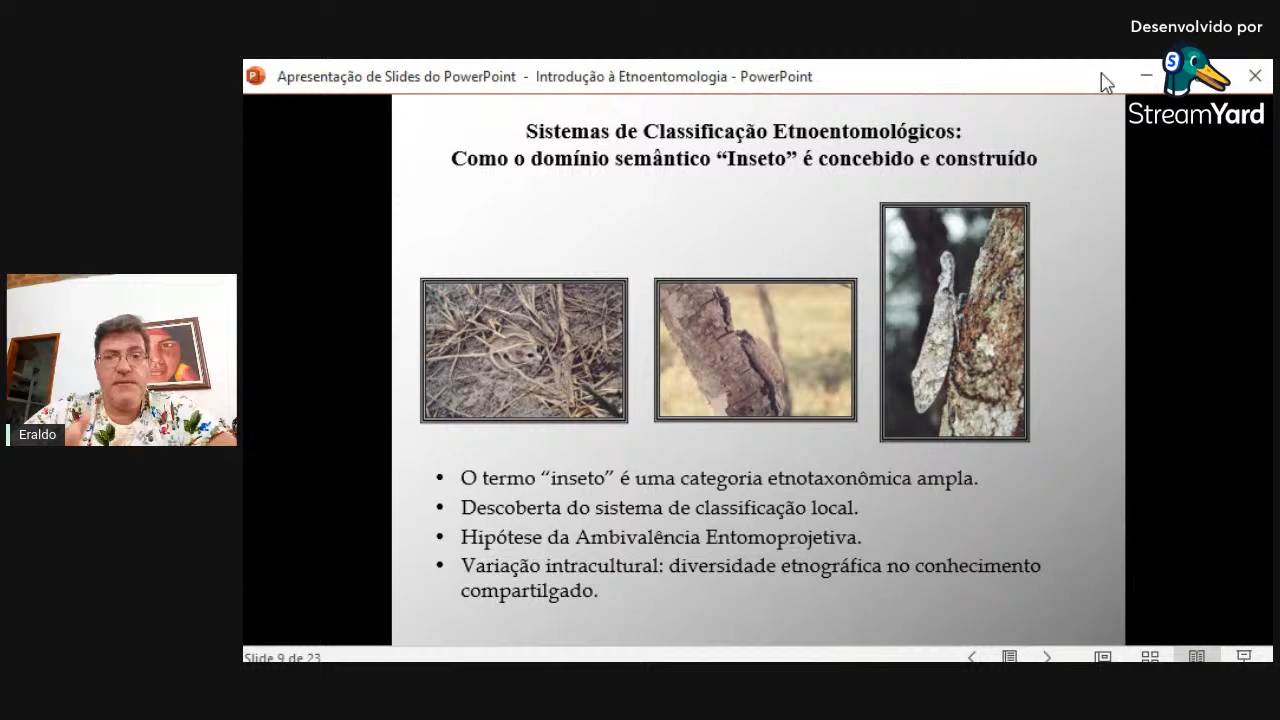 Desenvolvido por
StreamYard
Apresentação de Slides do PowerPoint - Introdução à Etnoentomologia - PowerPoint
Sistemas de Classificação Etnoentomológicos:
Como o domínio semântico “Inseto” é concebido e construído
Eraldo
• O termo “inseto” é uma categoria etnotaxonômica ampla.
• Descoberta do sistema de classificação local.
• Hipótese da Ambivalência Entomoprojetiva.
• Variação intracultural: diversidade etnográfica no conhecimento
compartilgado.
Slide 9 de 23